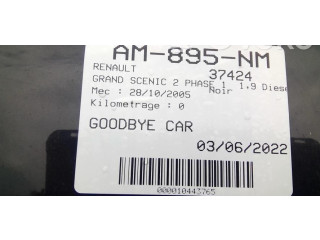 AM-895-NM
RENAULT 37424
GRAND SCENIC 2 PHASE 1 1.9 Diese
Mec : 28/10/2005 Noir
Kilometrage : 0
GOODBYE CAR
03/06/2022
000010443765